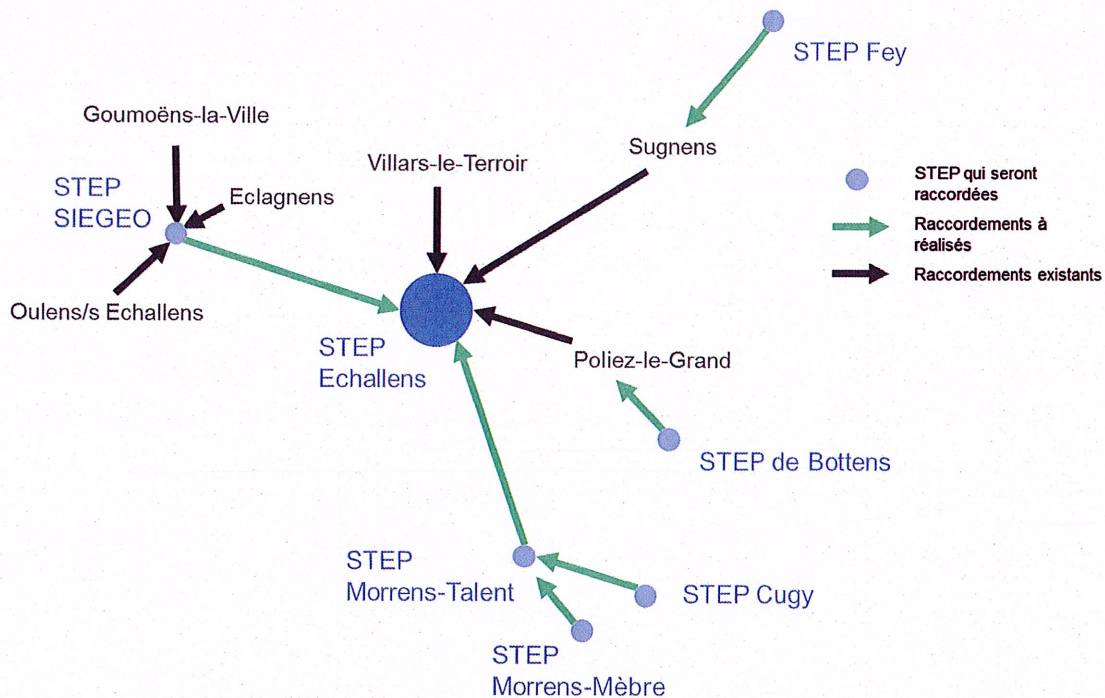 STEP Fey
Goumoëns-la-Ville
Sugnens
Villars-le-Terroir
STEP qui seront
raccordées
STEP
SIEGEO
Eclagnens
Raccordements à
réalisés
Raccordements existants
Oulens/s Echallens
STEP
Echallens
Poliez-le-Grand
STEP de Bottens
STEP
Morrens-Talent
STEP Cugy
STEP
Morrens-Mèbre